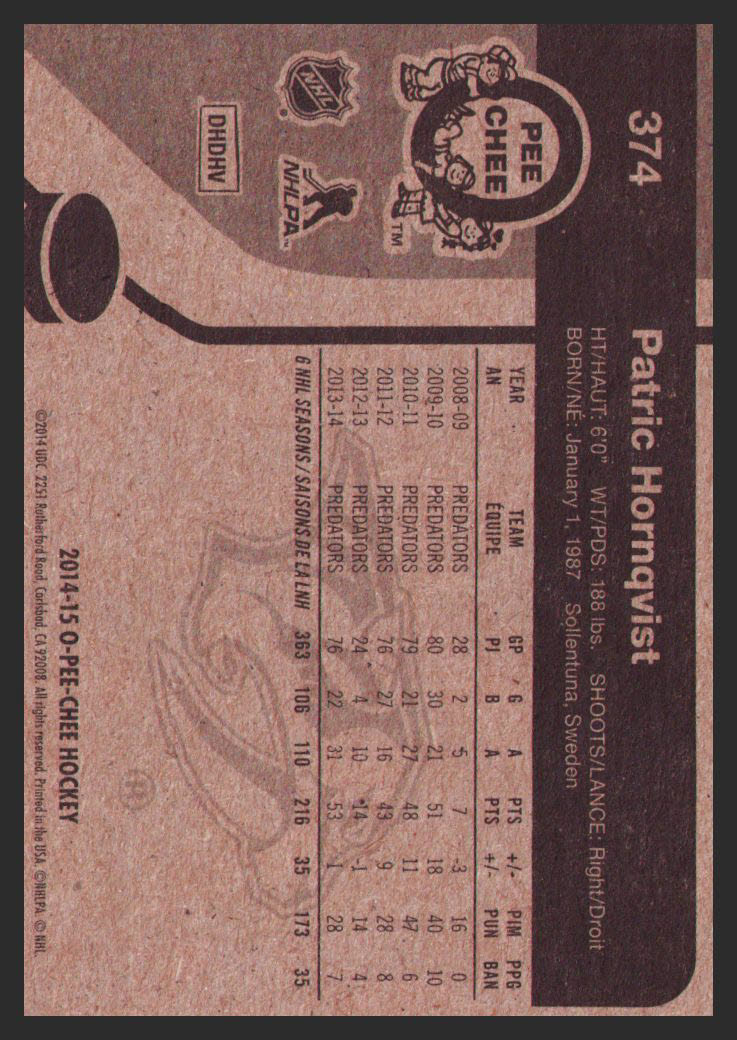 374
Patric Hornqvist
HT/HAUT: 6'0" WT/PDS: 188 lbs. SHOOTS/LANCE: Right/Droit
BORN/NÉ: January 1, 1987 Sollentuna, Sweden
O
PEE
CHEE
TM
NHL
®
NHLPA™
DHDHV
YEAR TEAM GP G A PTS +/- PIM PPG
AN ÉQUIPE PJ B A PTS +/- PUN BAN
2008-09 PREDATORS 28 2 5 7 -3 16 0
2009-10 PREDATORS 80 30 21 51 18 40 10
2010-11 PREDATORS 79 21 27 48 11 47 6
2011-12 PREDATORS 76 27 16 43 9 28 8
2012-13 PREDATORS 24 4 10 14 -1 14 4
2013-14 PREDATORS 76 22 31 53 1 28 7
6 NHL SEASONS / SAISONS DE LA LNH 363 106 110 216 35 173 35
®
2014-15 O-PEE-CHEE HOCKEY
©2014 UDC. 2251 Rutherford Road, Carlsbad, CA 92008. All rights reserved. Printed in the USA. ©NHLPA. © NHL.